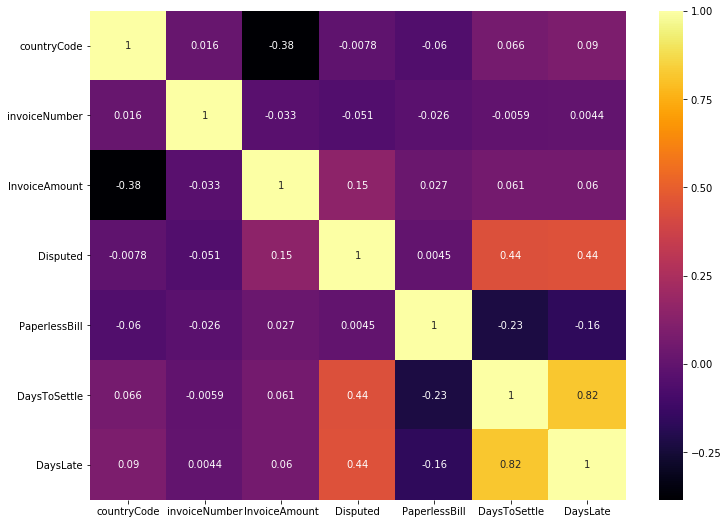 countryCode 1 0.016 -0.38 -0.0078 -0.06 0.066 0.09
invoiceNumber 0.016 1 -0.033 -0.051 -0.026 -0.0059 0.0044
InvoiceAmount -0.38 -0.033 1 0.15 0.027 0.061 0.06
Disputed -0.0078 -0.051 0.15 1 0.0045 0.44 0.44
PaperlessBill -0.06 -0.026 0.027 0.0045 1 -0.23 -0.16
DaysToSettle 0.066 -0.0059 0.061 0.44 -0.23 1 0.82
DaysLate 0.09 0.0044 0.06 0.44 -0.16 0.82 1
countryCode invoiceNumber InvoiceAmount Disputed PaperlessBill DaysToSettle DaysLate
1.00
0.75
0.50
0.25
0.00
−0.25